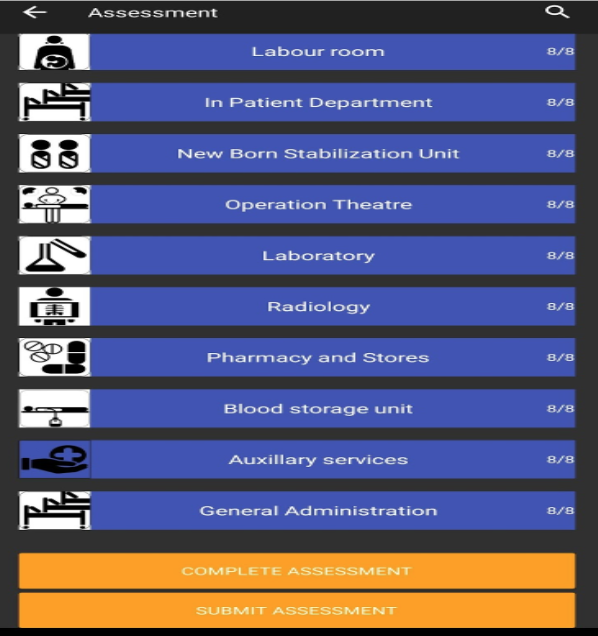 Assessment
Labour room 8/8
In Patient Department 8/8
New Born Stabilization Unit 8/8
Operation Theatre 8/8
Laboratory 8/8
Radiology 8/8
Pharmacy and Stores 8/8
Blood storage unit 8/8
Auxillary services 8/8
General Administration 8/8
COMPLETE ASSESSMENT
SUBMIT ASSESSMENT